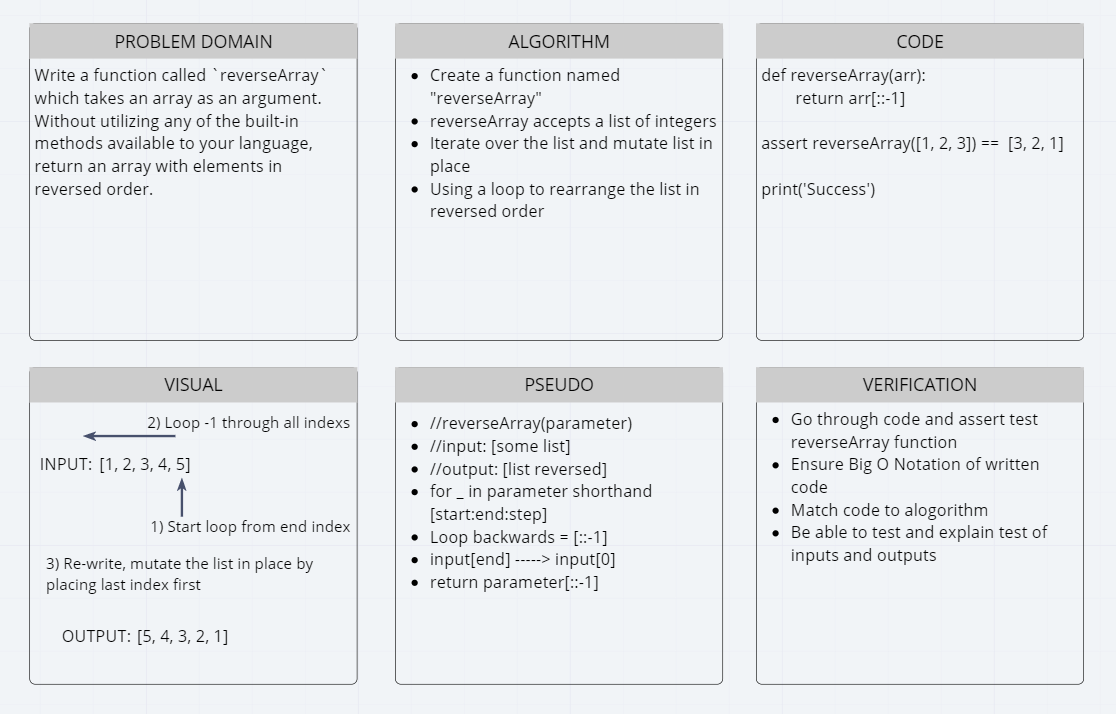 PROBLEM DOMAIN
Write a function called `reverseArray`
which takes an array as an argument.
Without utilizing any of the built-in
methods available to your language,
return an array with elements in
reversed order.
ALGORITHM
• Create a function named
"reverseArray"
• reverseArray accepts a list of integers
• Iterate over the list and mutate list in
place
• Using a loop to rearrange the list in
reversed order
CODE
def reverseArray(arr):
return arr[::-1]
assert reverseArray([1, 2, 3]) == [3, 2, 1]
print('Success')
VISUAL
2) Loop -1 through all indexs
INPUT: [1, 2, 3, 4, 5]
1) Start loop from end index
3) Re-write, mutate the list in place by
placing last index first
OUTPUT: [5, 4, 3, 2, 1]
PSEUDO
• //reverseArray(parameter)
• //input: [some list]
• //output: [list reversed]
• for _ in parameter shorthand
[start:end:step]
• Loop backwards = [::-1]
• input[end] -----> input[0]
• return parameter[::-1]
VERIFICATION
• Go through code and assert test
reverseArray function
• Ensure Big O Notation of written
code
• Match code to alogorithm
• Be able to test and explain test of
inputs and outputs